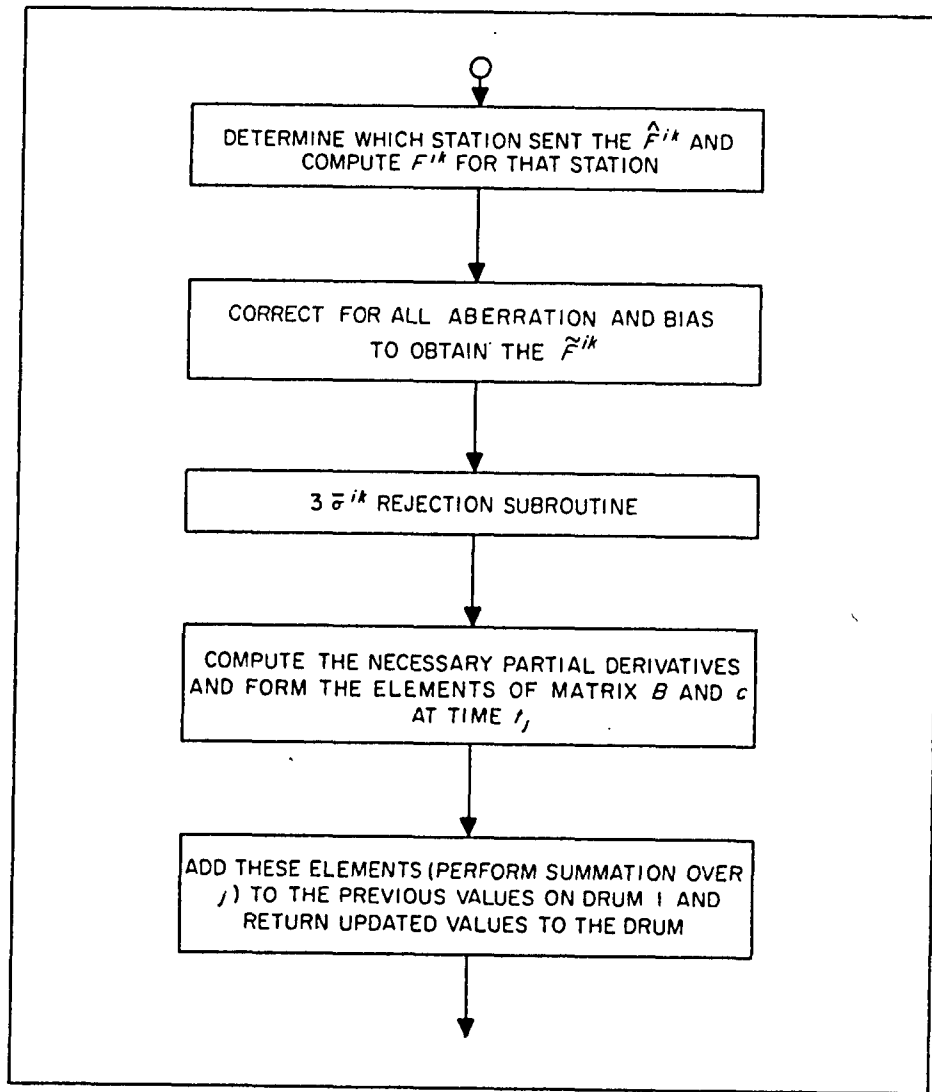 DETERMINE WHICH STATION SENT THE F̂^ik AND
COMPUTE F^ik FOR THAT STATION
CORRECT FOR ALL ABERRATION AND BIAS
TO OBTAIN THE F̃^ik
3 σ̄^ik REJECTION SUBROUTINE
COMPUTE THE NECESSARY PARTIAL DERIVATIVES
AND FORM THE ELEMENTS OF MATRIX B AND c
AT TIME t_j
ADD THESE ELEMENTS (PERFORM SUMMATION OVER
j) TO THE PREVIOUS VALUES ON DRUM 1 AND
RETURN UPDATED VALUES TO THE DRUM